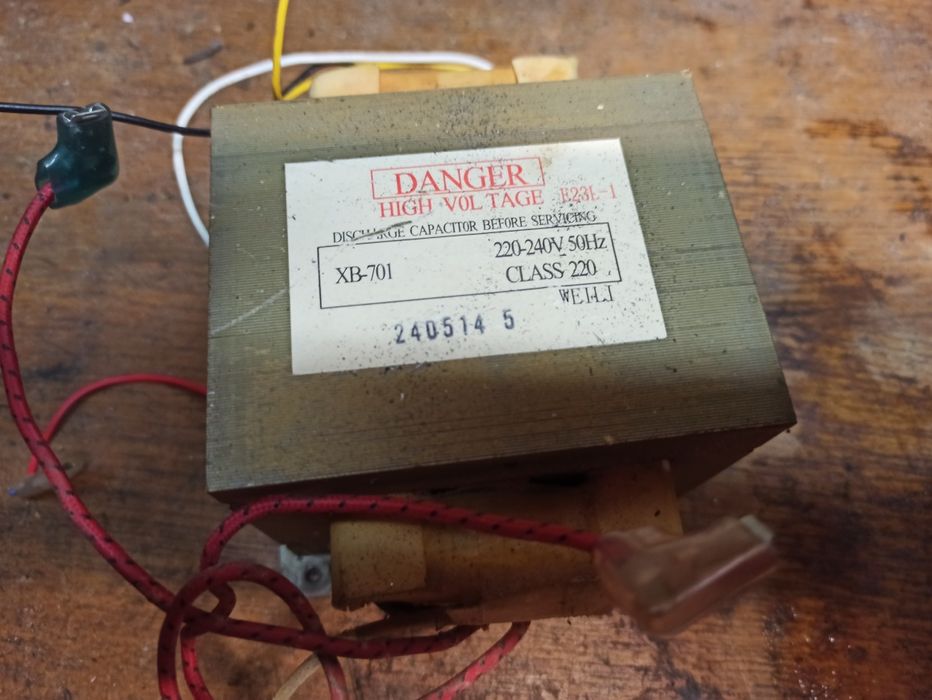 DANGER
HIGH VOLTAGE E23L-1
DISCHARGE CAPACITOR BEFORE SERVICING
220-240V 50Hz
XB-701 CLASS 220
WEILI
240514 5